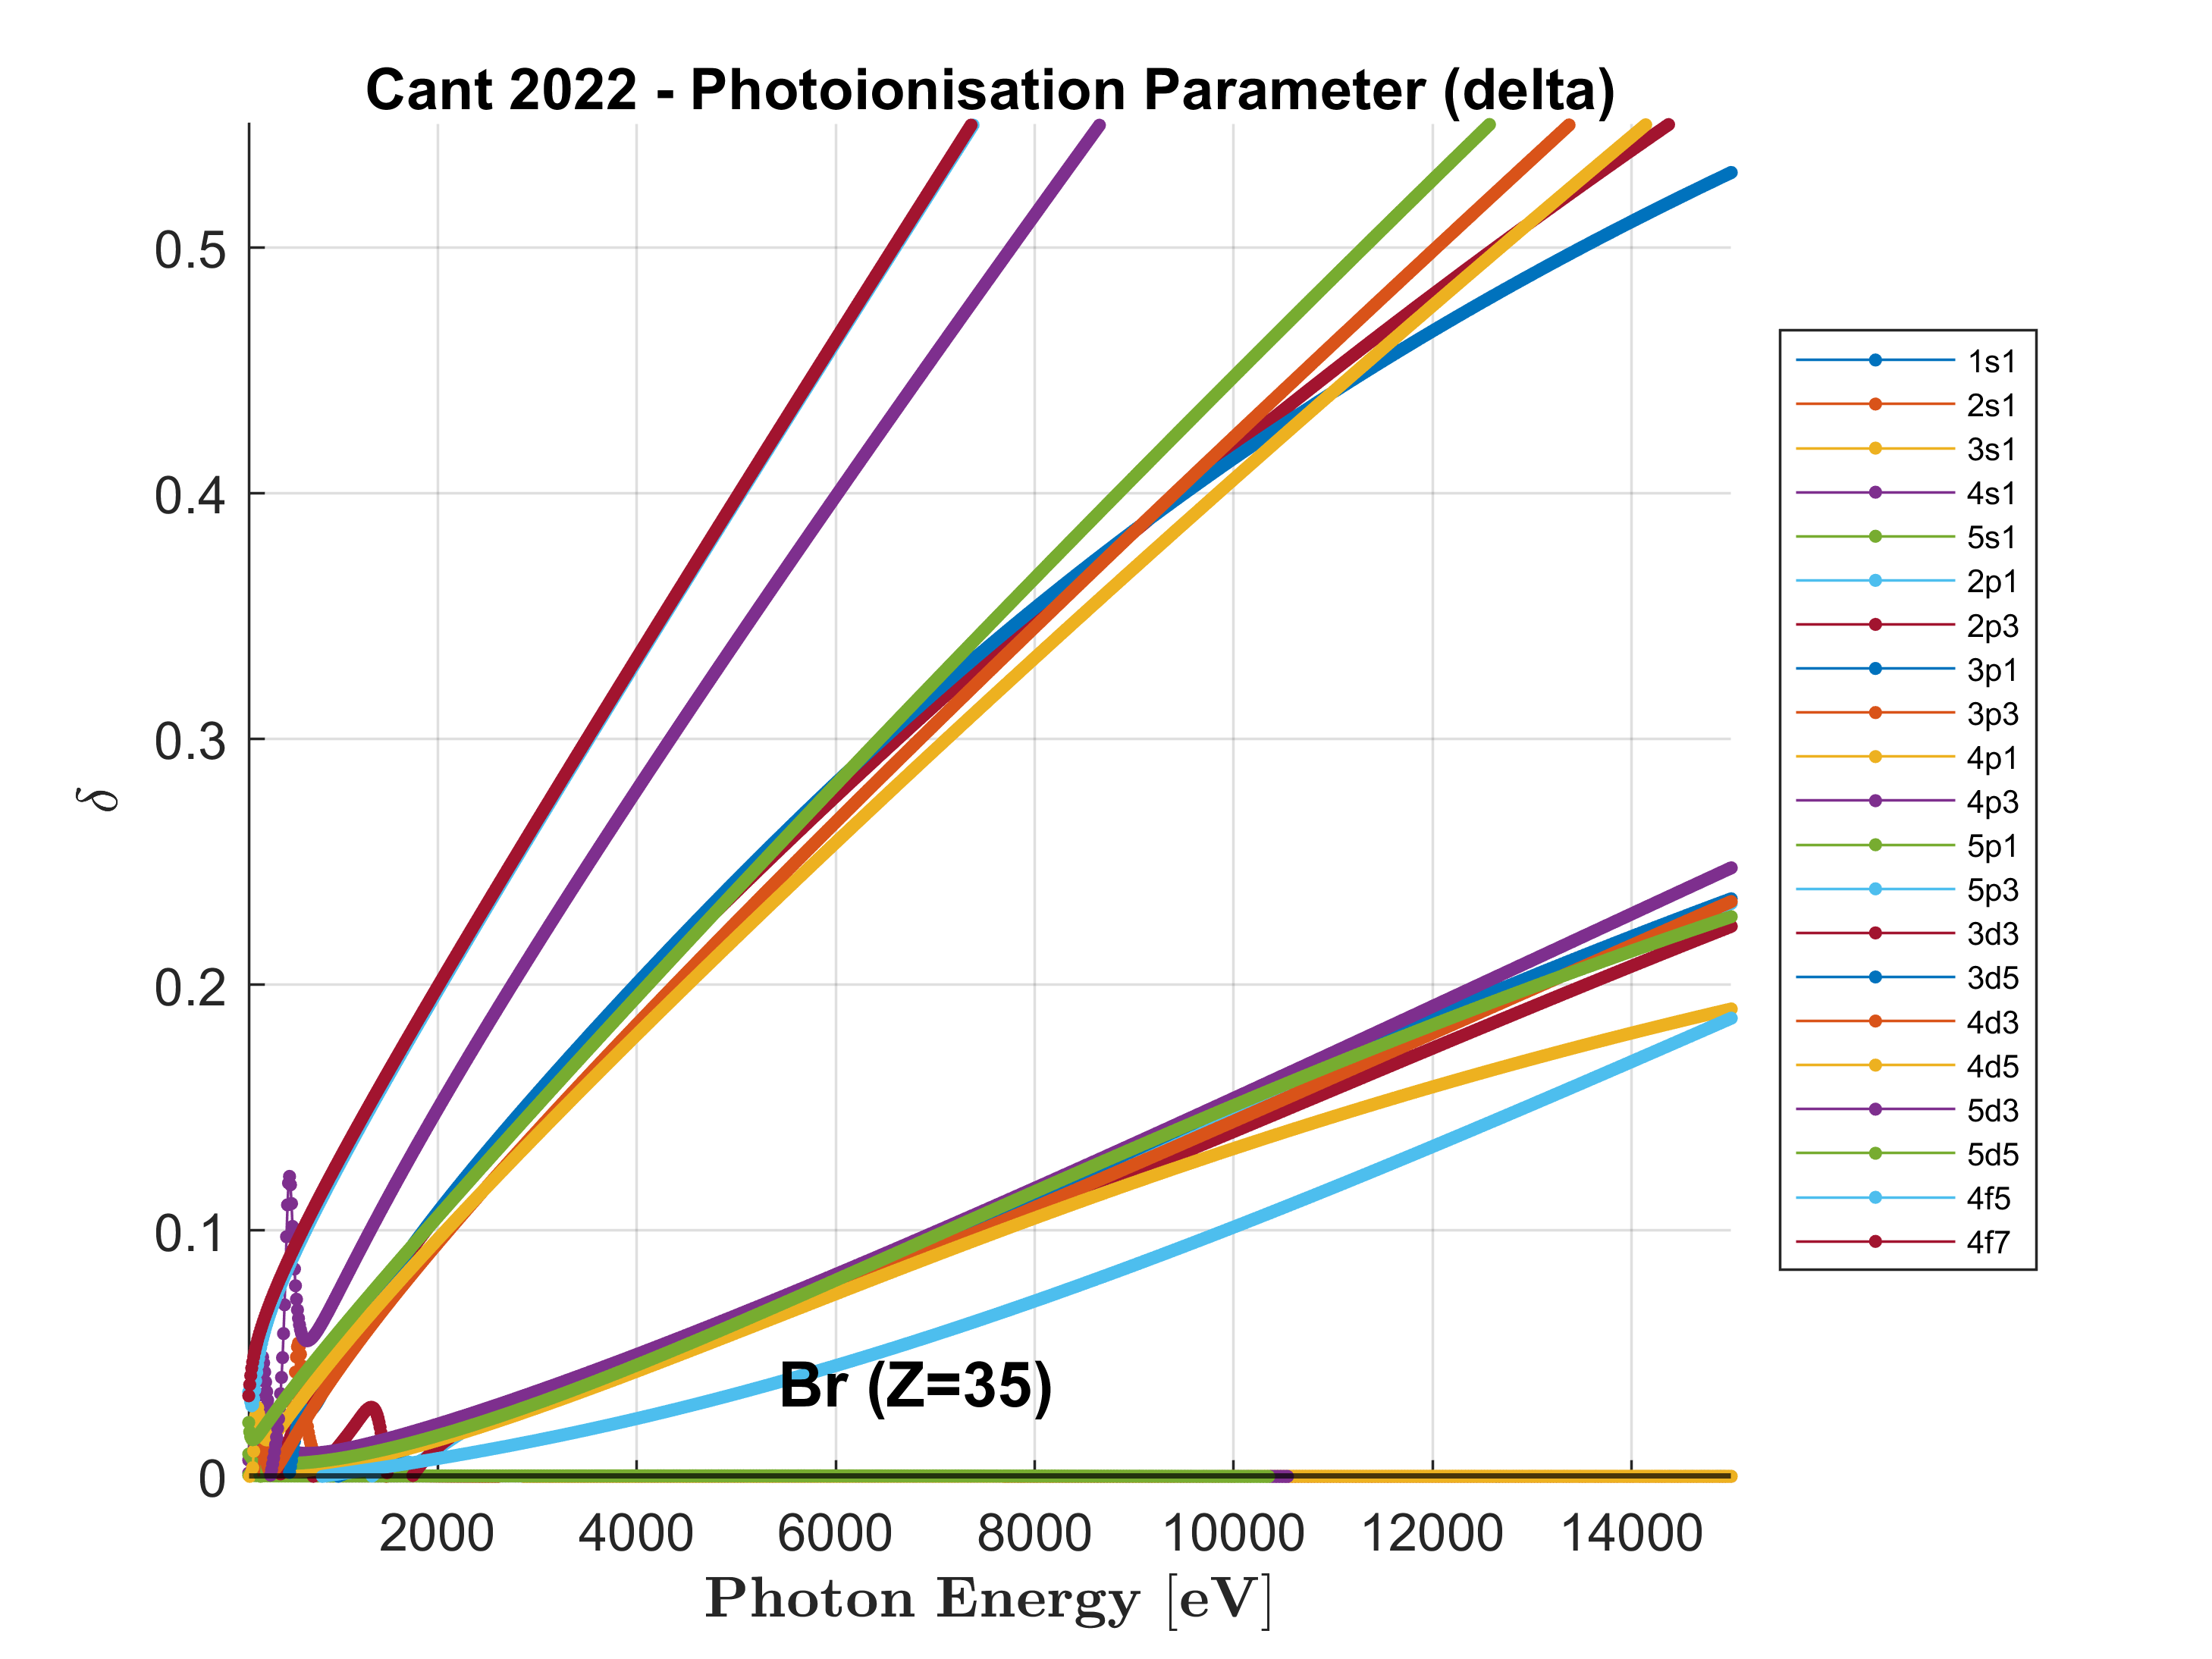 Cant 2022 - Photoionisation Parameter (delta)
0.5
0.4
0.3
0.2
0.1
0
δ
2000 4000 6000 8000 10000 12000 14000
Photon Energy [eV]
Br (Z=35)
1s1
2s1
3s1
4s1
5s1
2p1
2p3
3p1
3p3
4p1
4p3
5p1
5p3
3d3
3d5
4d3
4d5
5d3
5d5
4f5
4f7